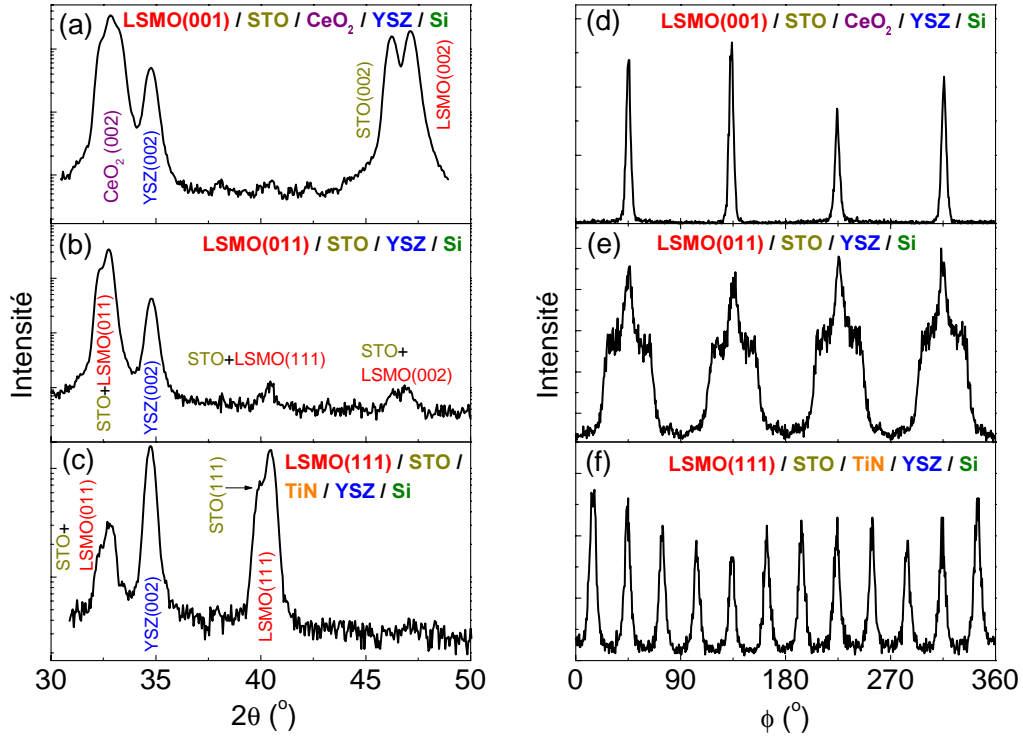 (a) LSMO(001) / STO / CeO₂ / YSZ / Si
CeO₂ (002)
YSZ(002)
STO(002)
LSMO(002)
(b) LSMO(011) / STO / YSZ / Si
STO+LSMO(011)
YSZ(002)
STO+LSMO(111)
STO+
LSMO(002)
(c) LSMO(111) / STO /
TiN / YSZ / Si
STO+
LSMO(011)
YSZ(002)
STO(111)
LSMO(111)
Intensité
30 35 40 45 50
2θ (°)
(d) LSMO(001) / STO / CeO₂ / YSZ / Si
(e) LSMO(011) / STO / YSZ / Si
(f) LSMO(111) / STO / TiN / YSZ / Si
Intensité
0 90 180 270 360
ϕ (°)